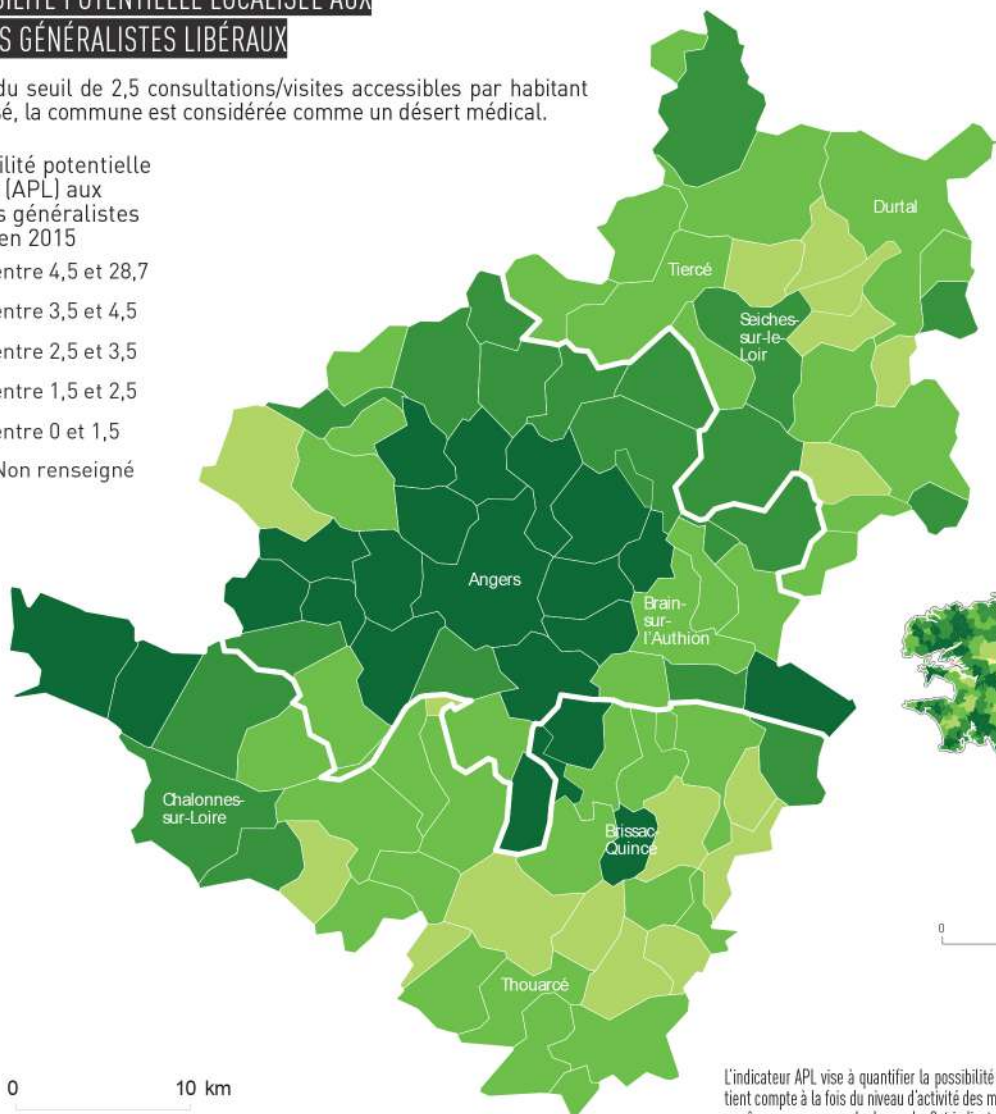 GÉNÉRALISTES LIBÉRAUX
du seuil de 2,5 consultations/visites accessibles par habitant
la commune est considérée comme un désert médical.
potentielle
(APL) aux
généralistes
en 2015
entre 4,5 et 28,7
entre 3,5 et 4,5
entre 2,5 et 3,5
entre 1,5 et 2,5
entre 0 et 1,5
Non renseigné
Durtal
Tiercé
Seiches-
sur-le-
Loir
Angers
Brain-
sur-
l'Authion
Chalonnes-
sur-Loire
Brissac-
Quincé
Thouarcé
0
0
10 km
L'indicateur APL vise à quantifier la possibilité
tient compte à la fois du niveau d'activité des